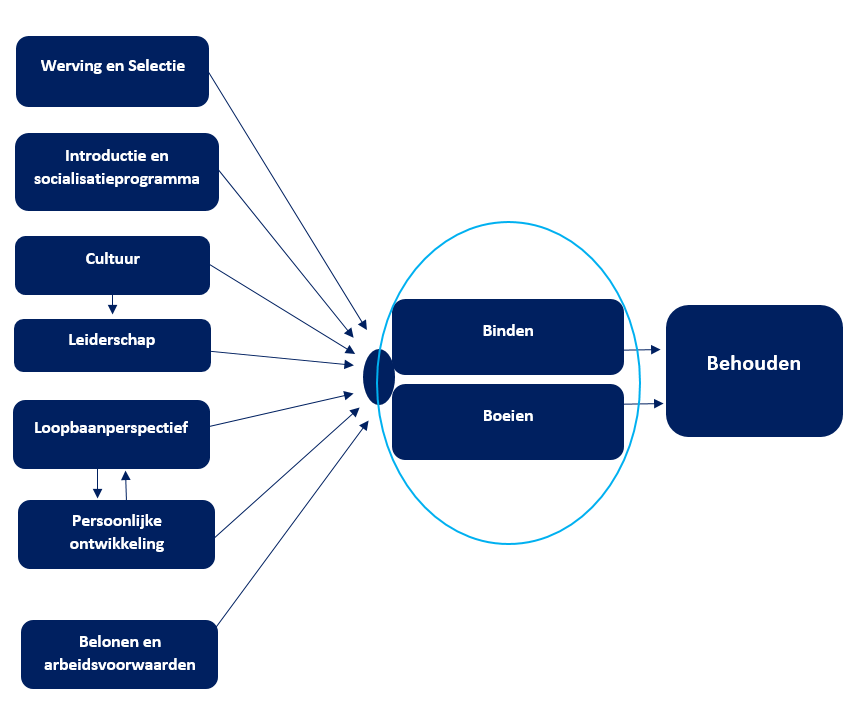 Werving en Selectie
Introductie en
socialisatieprogramma
Cultuur
Leiderschap
Loopbaanperspectief
Persoonlijke
ontwikkeling
Belonen en
arbeidsvoorwaarden
Binden
Boeien
Behouden